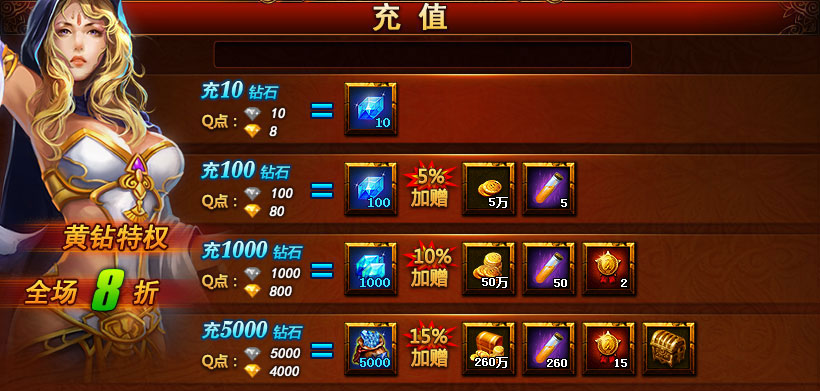 充值
充10 钻石
Q点： 10
8
10
充100 钻石
Q点： 100
80
100
5%
加赠
5万
5
黄钻特权
全场 8 折
充1000 钻石
Q点： 1000
800
1000
10%
加赠
50万
50
2
充5000 钻石
Q点： 5000
4000
5000
15%
加赠
260万
260
15